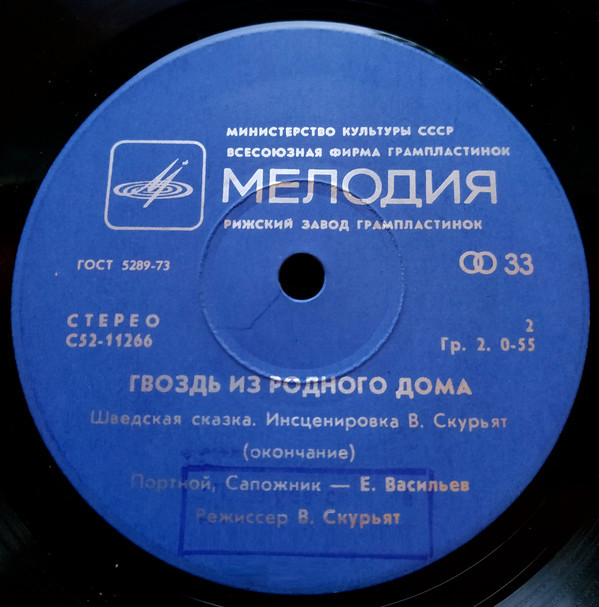 МИНИСТЕРСТВО КУЛЬТУРЫ СССР
ВСЕСОЮЗНАЯ ФИРМА ГРАМПЛАСТИНОК
МЕЛОДИЯ
РИЖСКИЙ ЗАВОД ГРАМПЛАСТИНОК
ГОСТ 5289-73
33
СТЕРЕО
2
С52-11266
Гр. 2. 0-55
ГВОЗДЬ ИЗ РОДНОГО ДОМА
Шведская сказка. Инсценировка В. Скурьят
(окончание)
Портной, Сапожник — Е. Васильев
Режиссер В. Скурьят